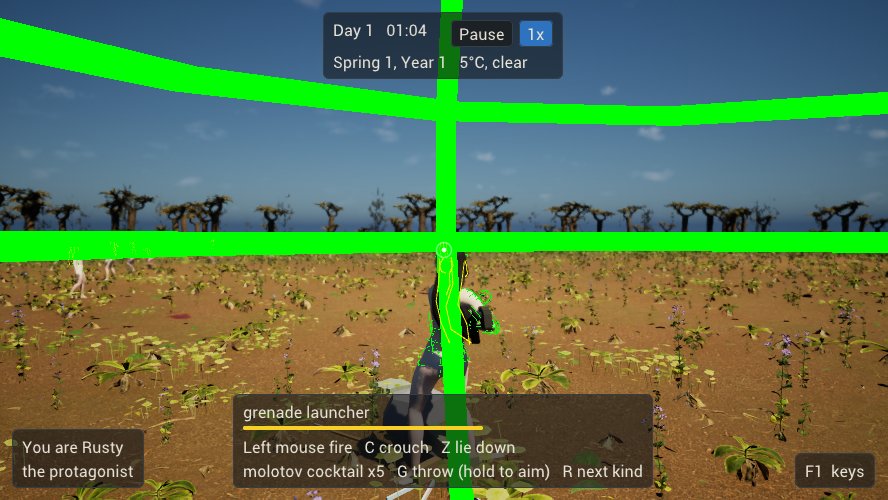 Day 1 01:04 Pause 1x
Spring 1, Year 1 5°C, clear
grenade launcher
Left mouse fire C crouch Z lie down
molotov cocktail x5 G throw (hold to aim) R next kind
You are Rusty
the protagonist
F1 keys